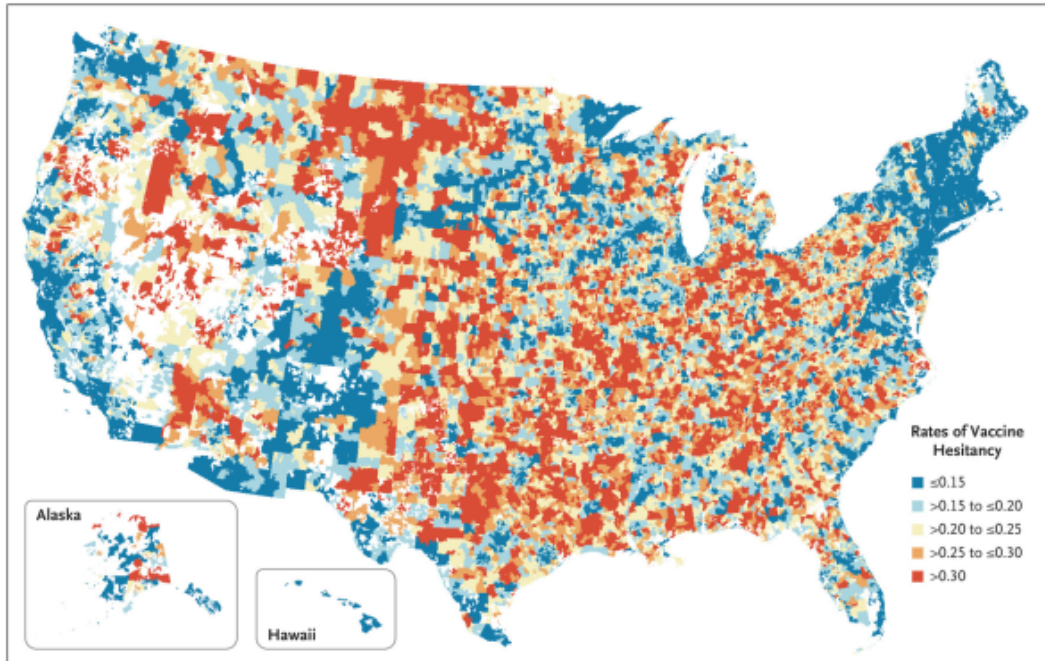 Rates of Vaccine
Hesitancy
≤0.15
>0.15 to ≤0.20
>0.20 to ≤0.25
>0.25 to ≤0.30
>0.30
Alaska
Hawaii